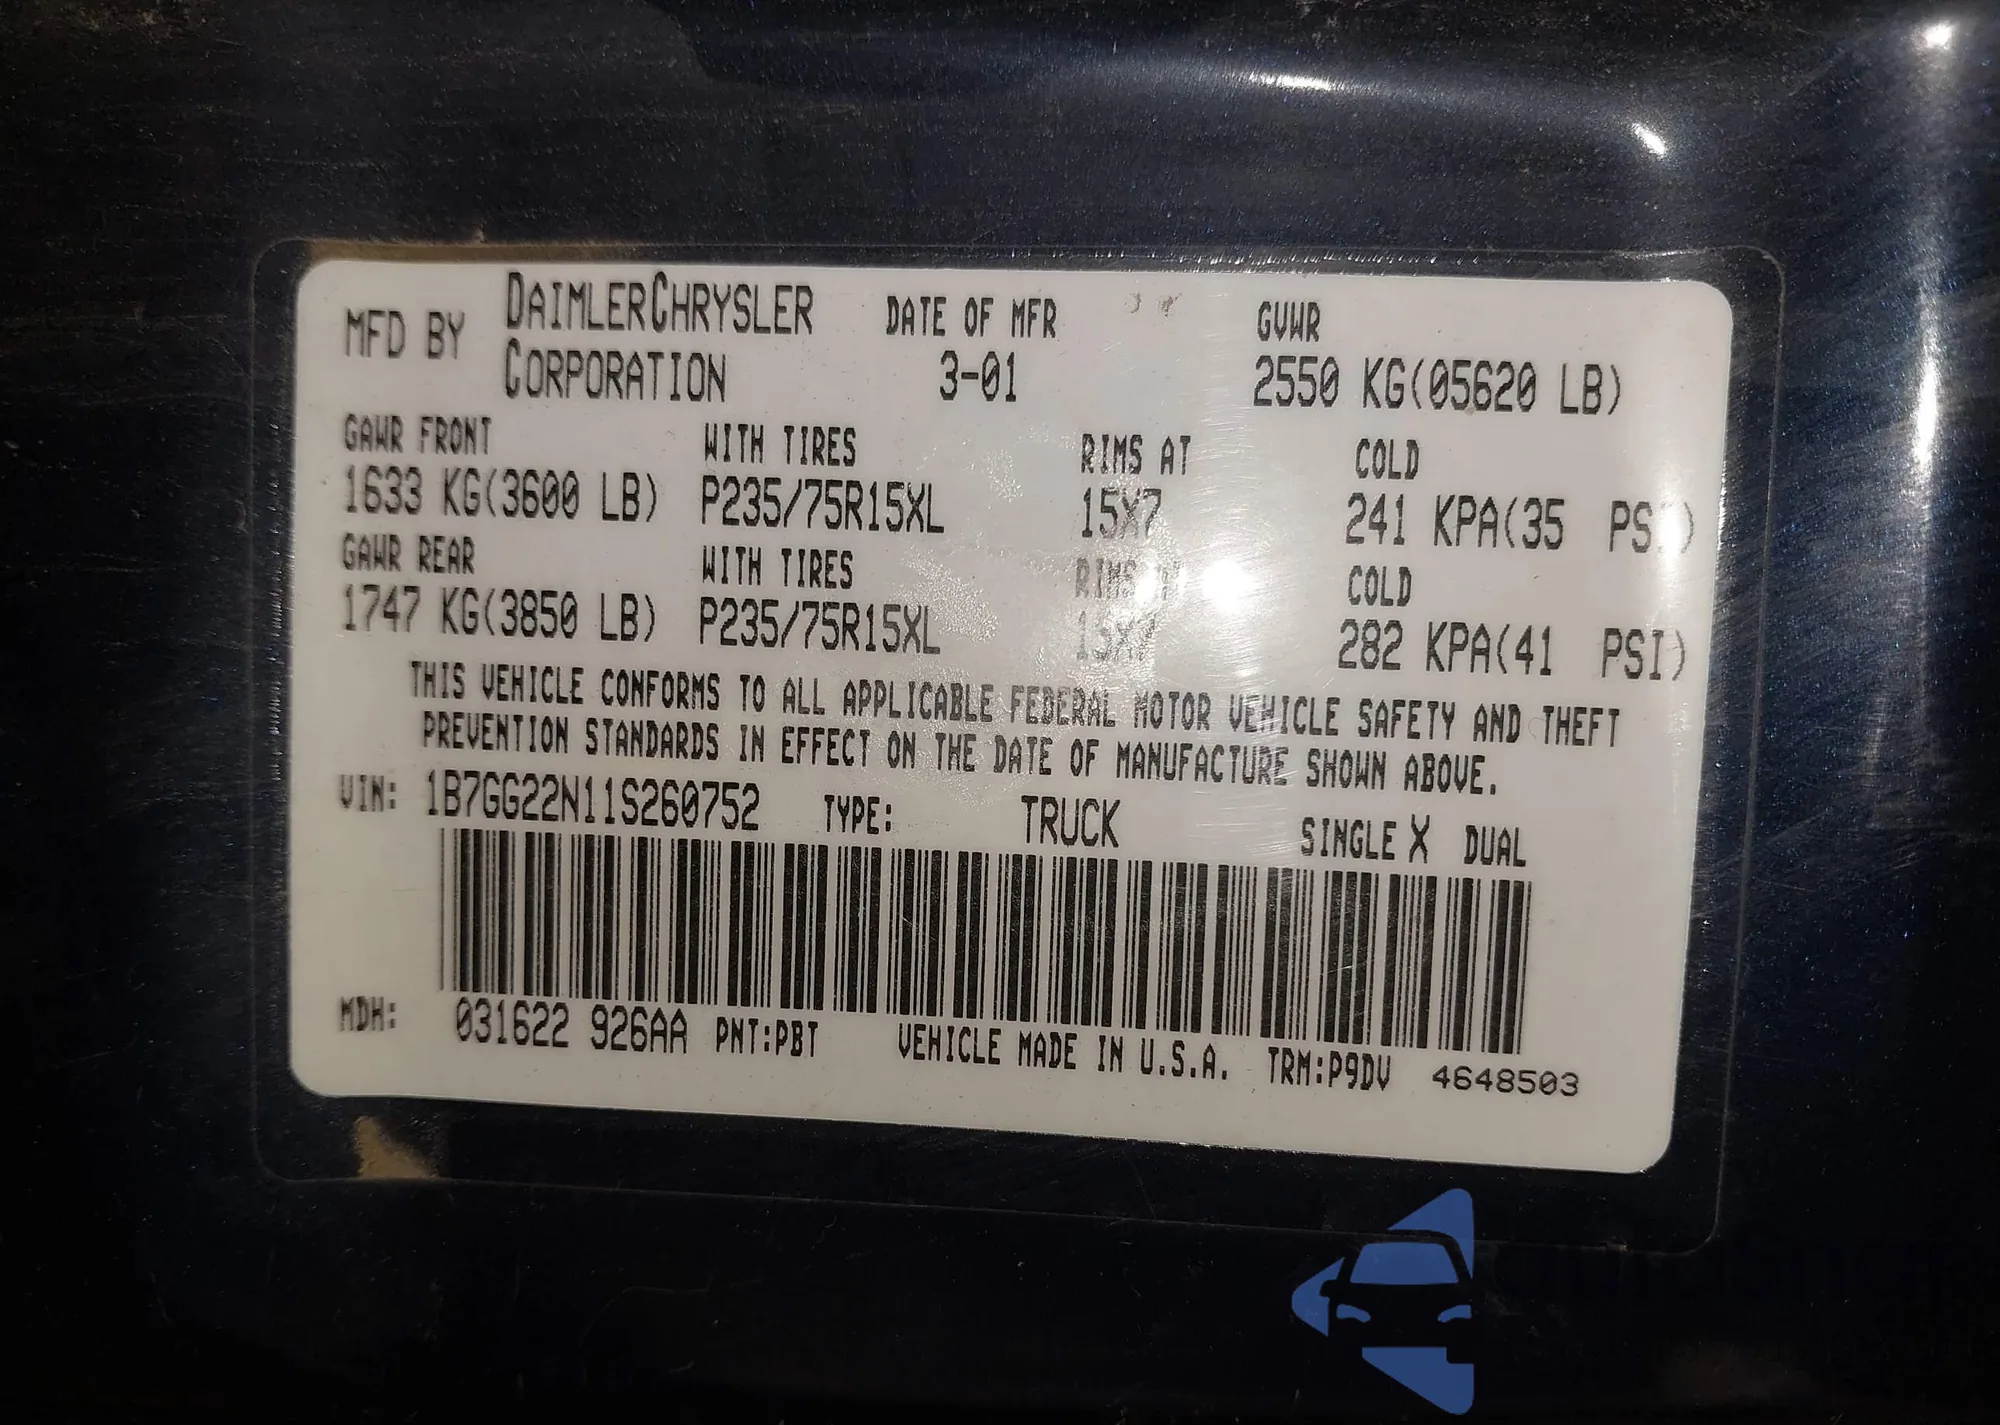 MFD BY DAIMLERCHRYSLER CORPORATION DATE OF MFR 3-01 GVWR 2550 KG(05620 LB)
GAWR FRONT WITH TIRES RIMS AT COLD
1633 KG(3600 LB) P235/75R15XL 15X7 241 KPA(35 PSI)
GAWR REAR WITH TIRES RIMS AT COLD
1747 KG(3850 LB) P235/75R15XL 15X7 282 KPA(41 PSI)
THIS VEHICLE CONFORMS TO ALL APPLICABLE FEDERAL MOTOR VEHICLE SAFETY AND THEFT
PREVENTION STANDARDS IN EFFECT ON THE DATE OF MANUFACTURE SHOWN ABOVE.
VIN: 1B7GG22N11S260752 TYPE: TRUCK SINGLE X DUAL
MDH: 031622 926AA PNT:PBT VEHICLE MADE IN U.S.A. TRM:P9DV 4648503